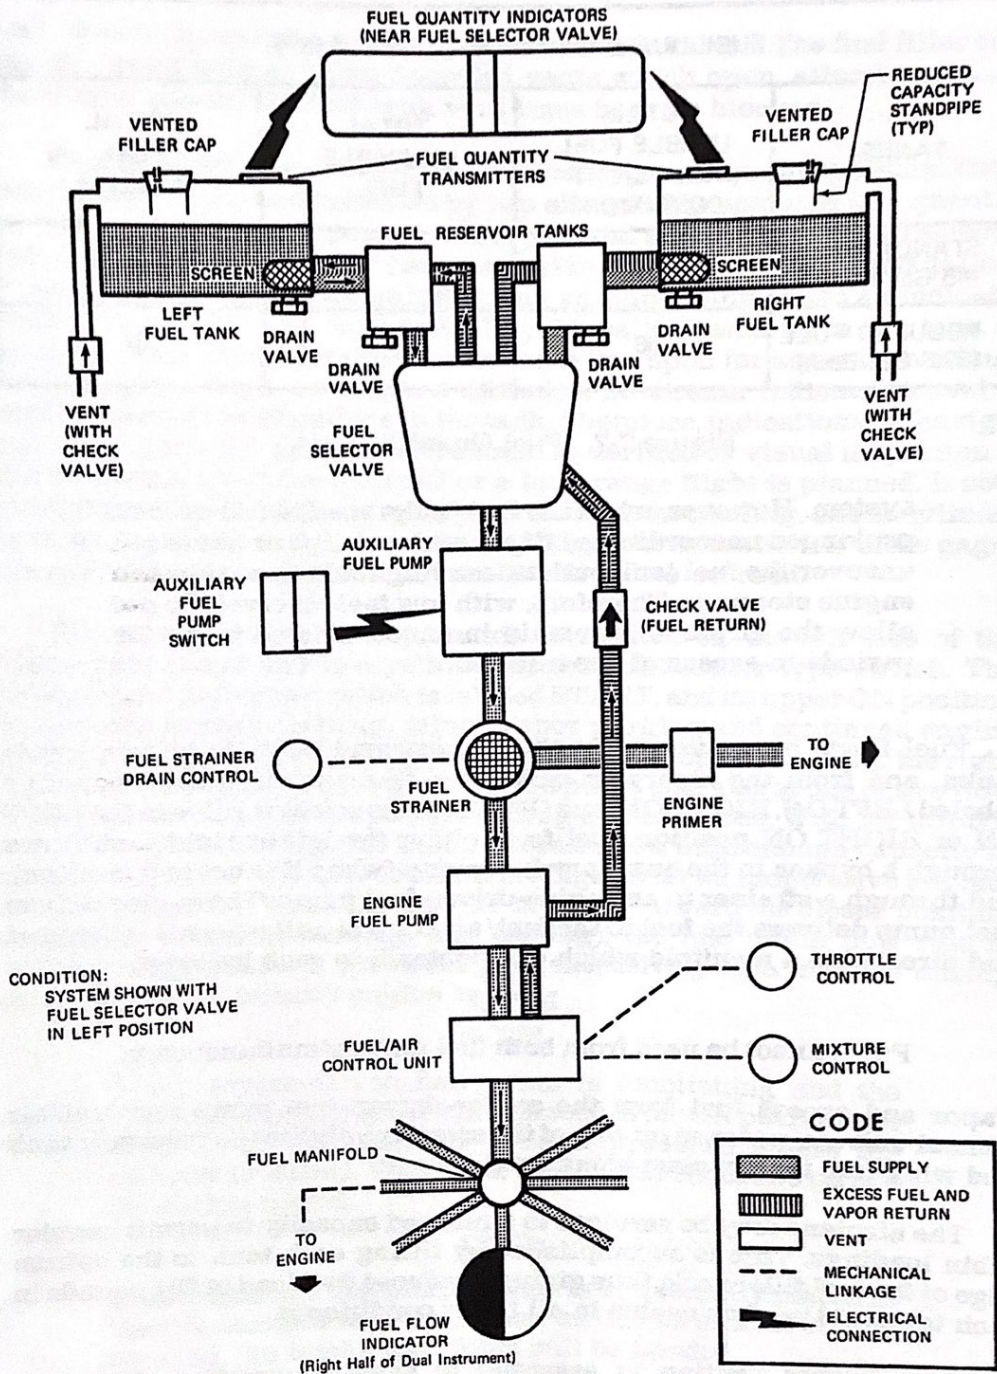 FUEL QUANTITY INDICATORS
(NEAR FUEL SELECTOR VALVE)
REDUCED
CAPACITY
STANDPIPE
(TYP)
VENTED
FILLER CAP
VENTED
FILLER CAP
FUEL QUANTITY
TRANSMITTERS
FUEL RESERVOIR TANKS
SCREEN
SCREEN
LEFT
FUEL TANK
RIGHT
FUEL TANK
DRAIN
VALVE
DRAIN
VALVE
DRAIN
VALVE
DRAIN
VALVE
VENT
(WITH
CHECK
VALVE)
VENT
(WITH
CHECK
VALVE)
FUEL
SELECTOR
VALVE
AUXILIARY
FUEL PUMP
AUXILIARY
FUEL
PUMP
SWITCH
CHECK VALVE
(FUEL RETURN)
FUEL STRAINER
DRAIN CONTROL
FUEL
STRAINER
TO
ENGINE
ENGINE
PRIMER
ENGINE
FUEL PUMP
THROTTLE
CONTROL
CONDITION:
SYSTEM SHOWN WITH
FUEL SELECTOR VALVE
IN LEFT POSITION
FUEL/AIR
CONTROL UNIT
MIXTURE
CONTROL
FUEL MANIFOLD
TO
ENGINE
FUEL FLOW
INDICATOR
(Right Half of Dual Instrument)
CODE
FUEL SUPPLY
EXCESS FUEL AND
VAPOR RETURN
VENT
MECHANICAL
LINKAGE
ELECTRICAL
CONNECTION